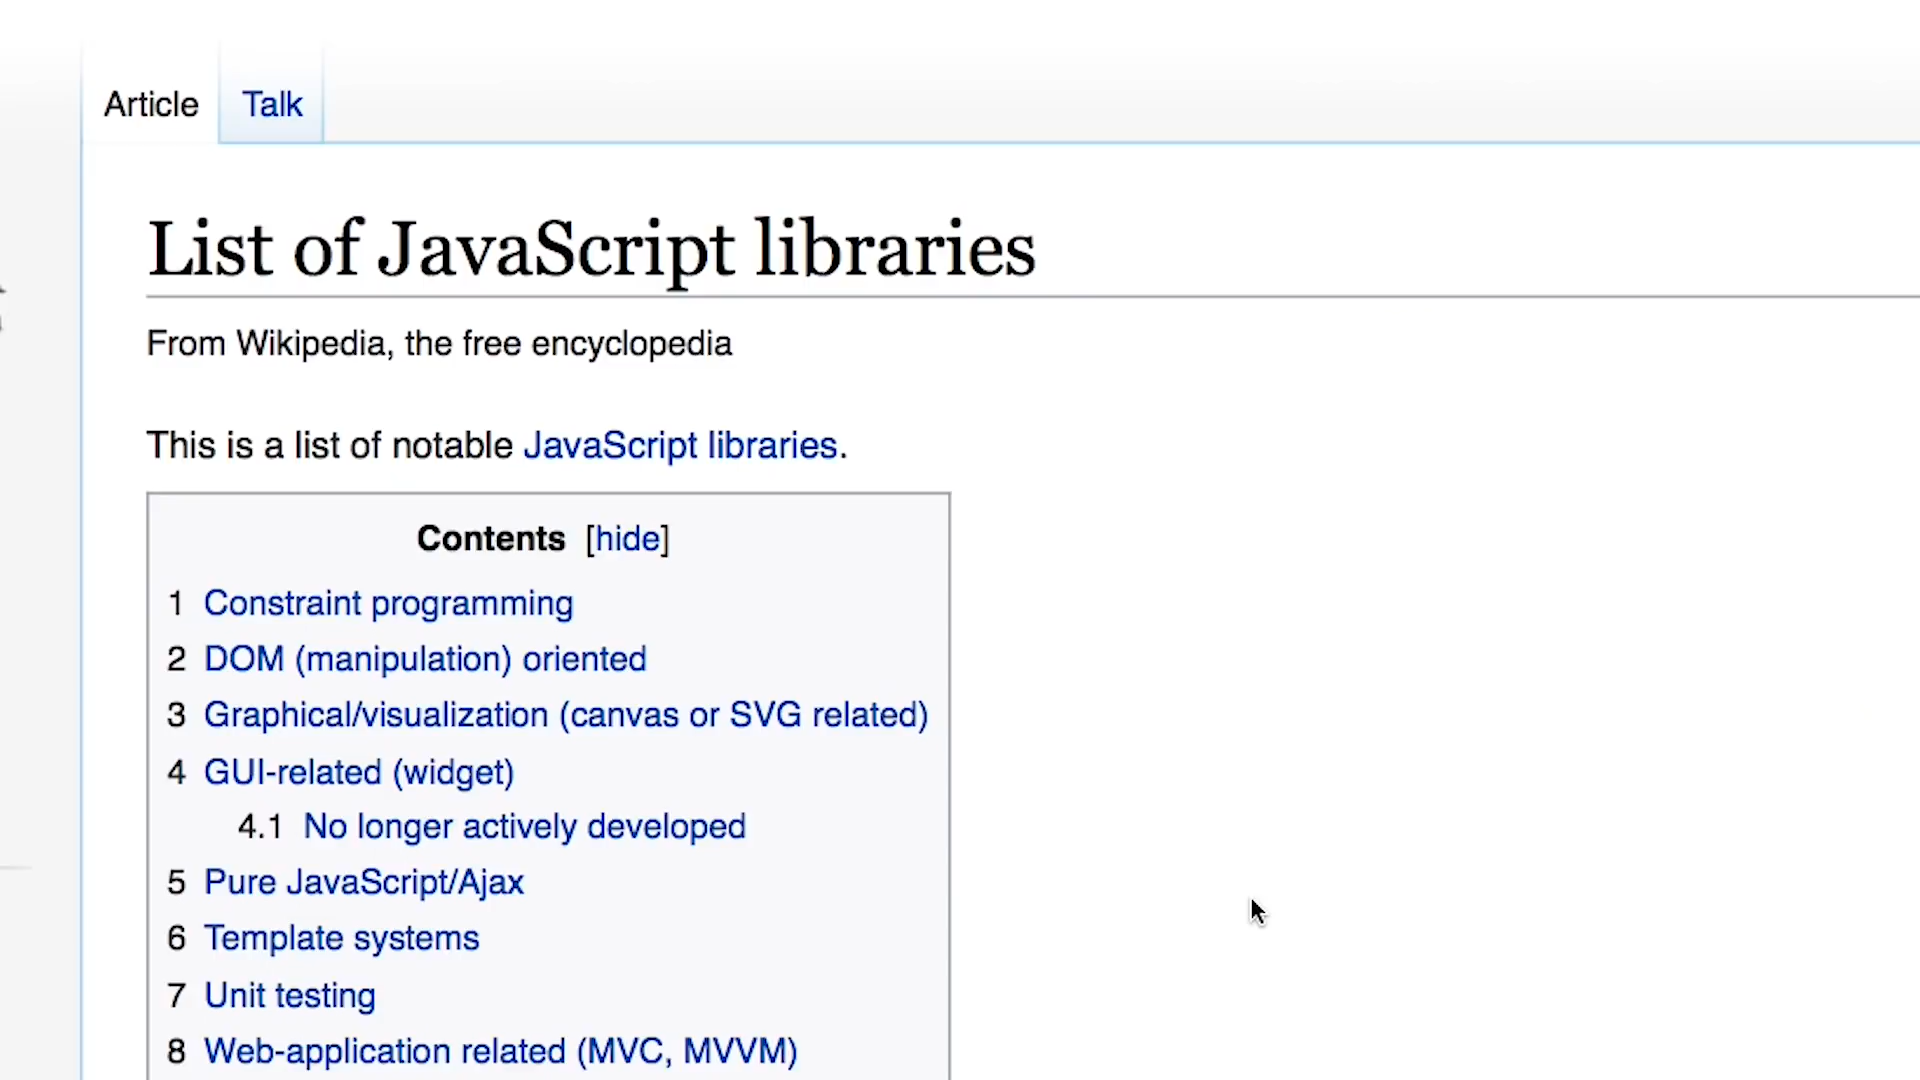 Article Talk
List of JavaScript libraries
From Wikipedia, the free encyclopedia
This is a list of notable JavaScript libraries.
Contents [hide]
1 Constraint programming
2 DOM (manipulation) oriented
3 Graphical/visualization (canvas or SVG related)
4 GUI-related (widget)
4.1 No longer actively developed
5 Pure JavaScript/Ajax
6 Template systems
7 Unit testing
8 Web-application related (MVC, MVVM)